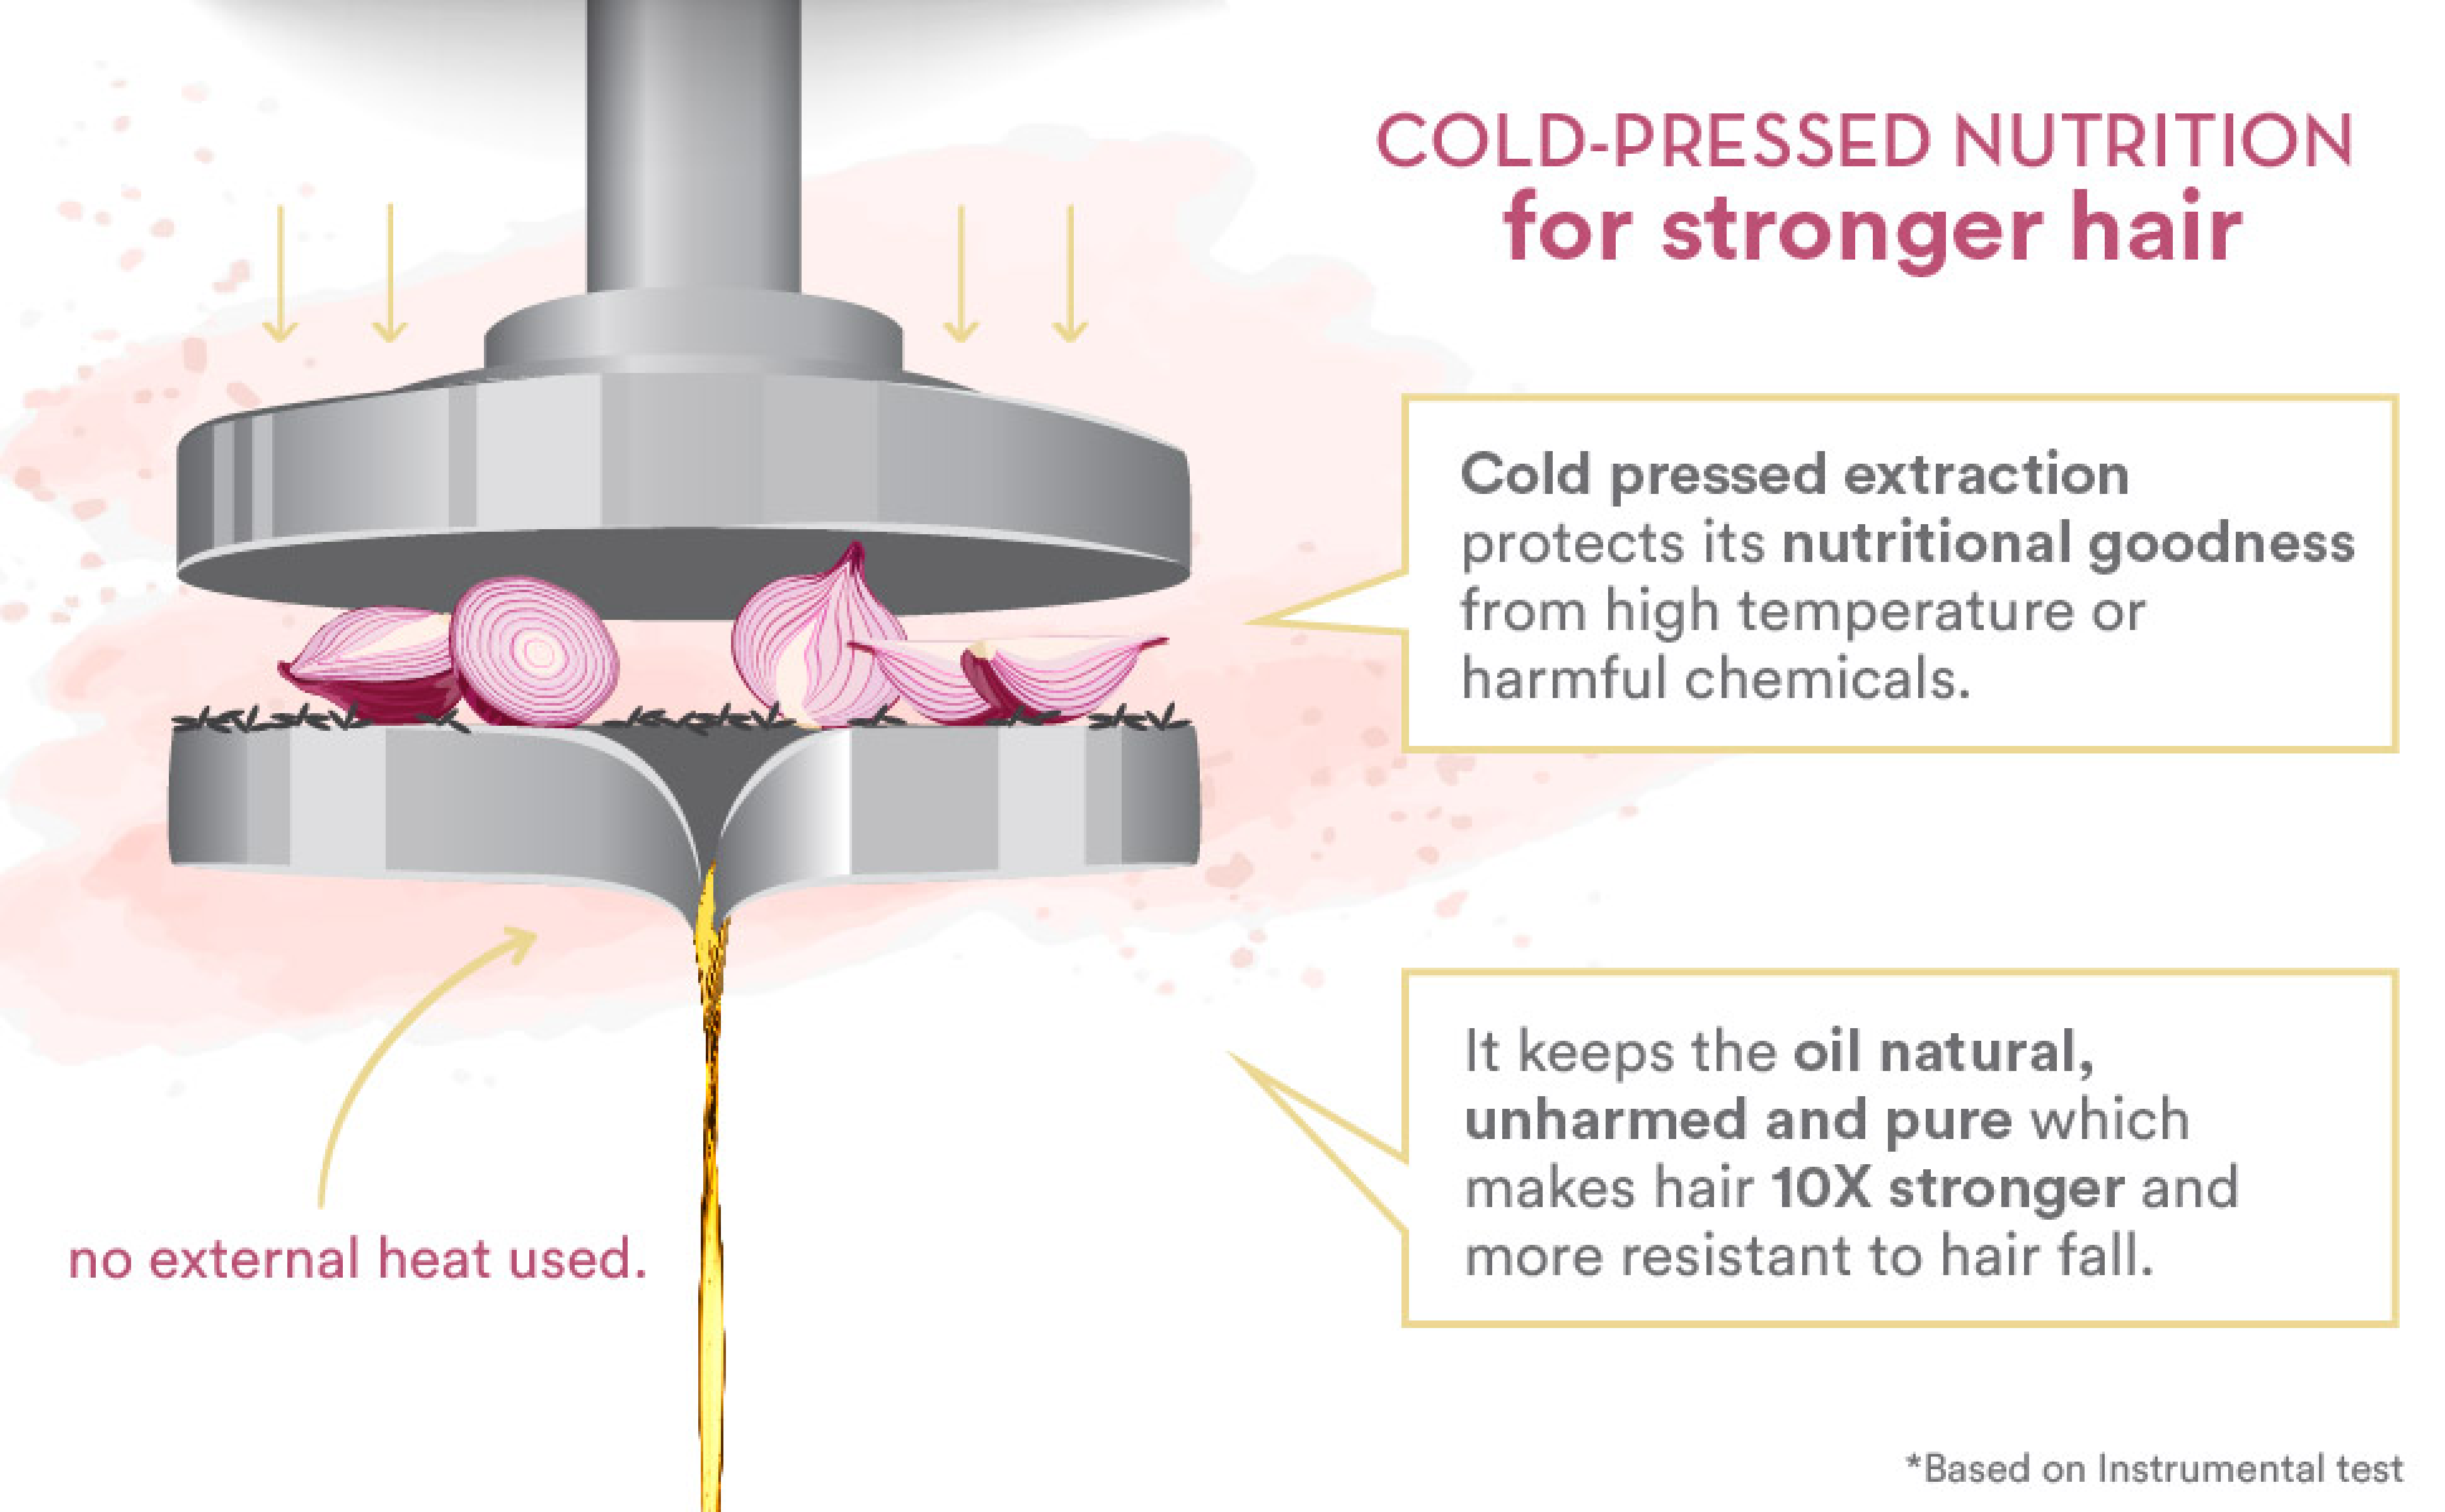 COLD-PRESSED NUTRITION
for stronger hair
Cold pressed extraction
protects its nutritional goodness
from high temperature or
harmful chemicals.
It keeps the oil natural,
unharmed and pure which
makes hair 10X stronger and
more resistant to hair fall.
no external heat used.
*Based on Instrumental test